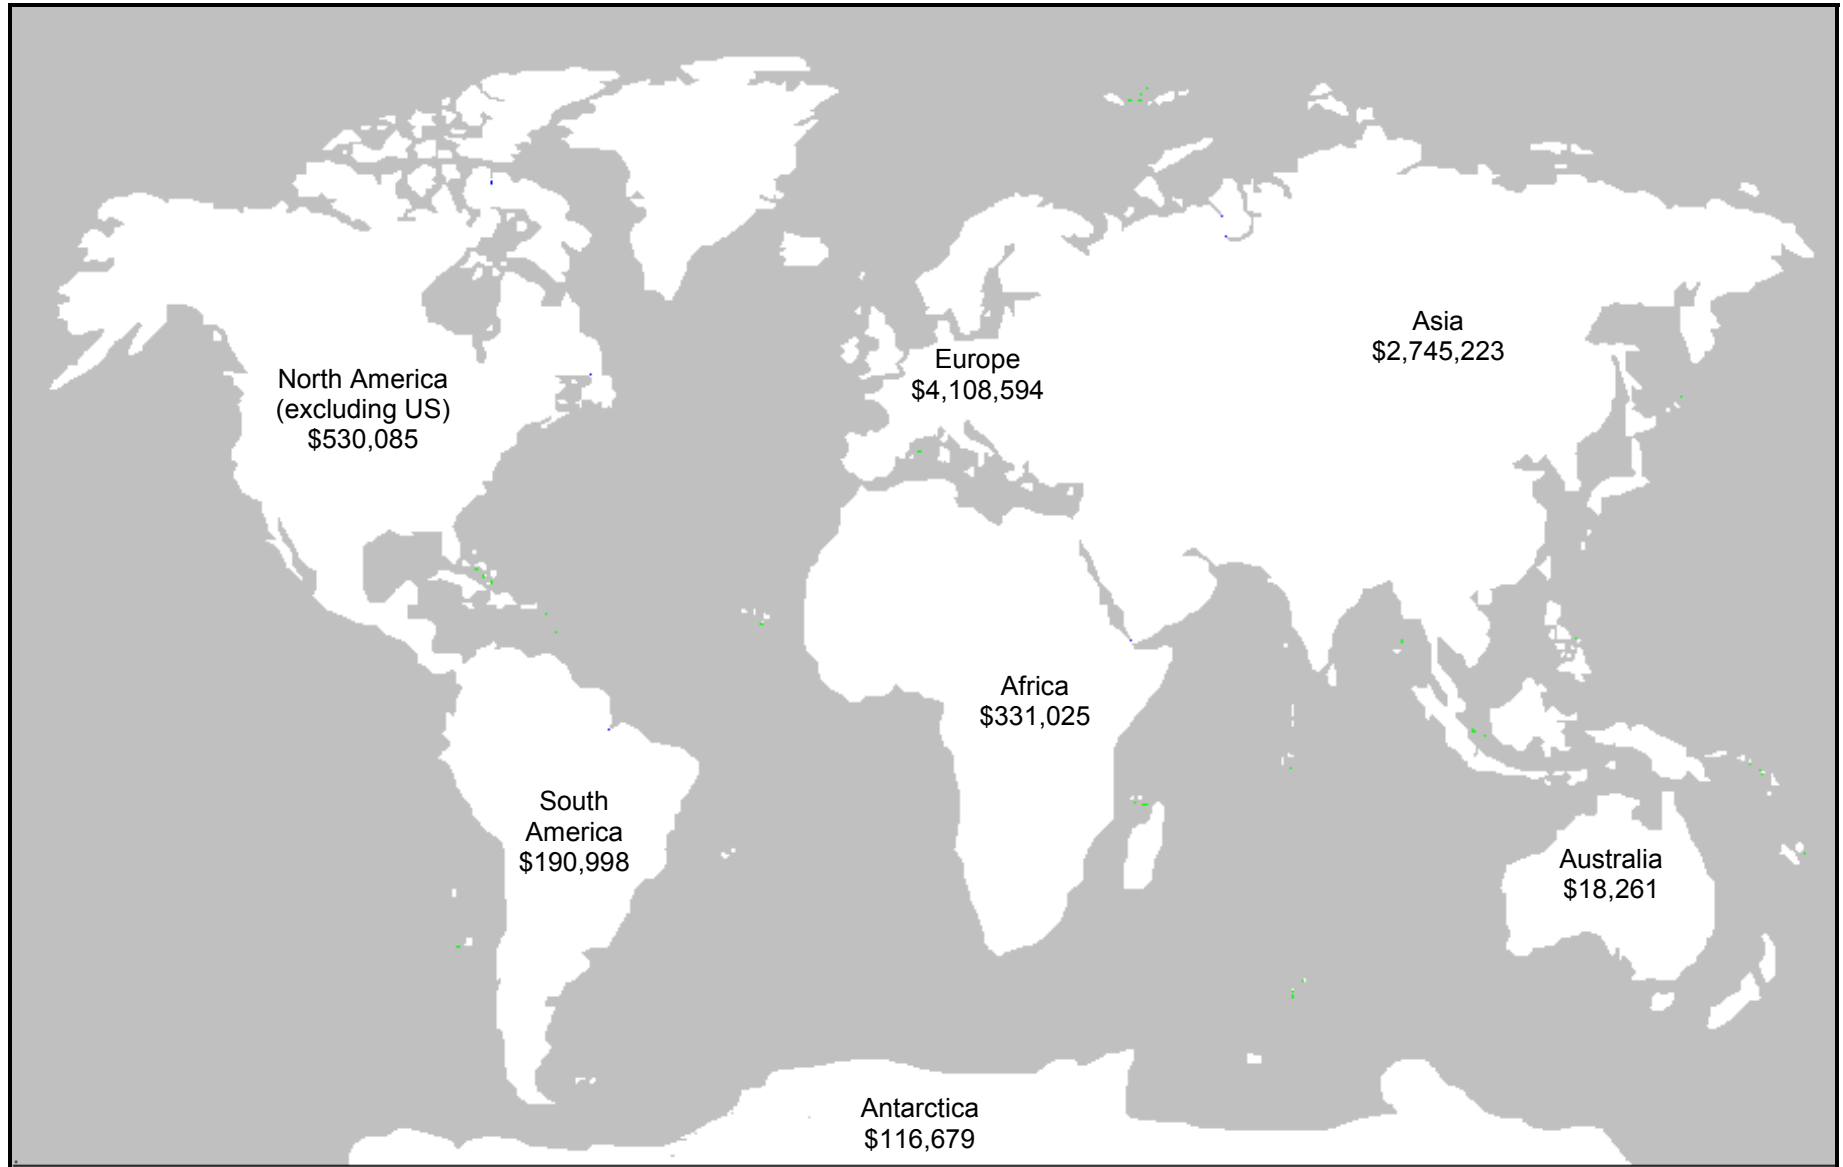 Asia
$2,745,223
Europe
$4,108,594
North America
(excluding US)
$530,085
Africa
$331,025
South
America
$190,998
Australia
$18,261
Antarctica
$116,679